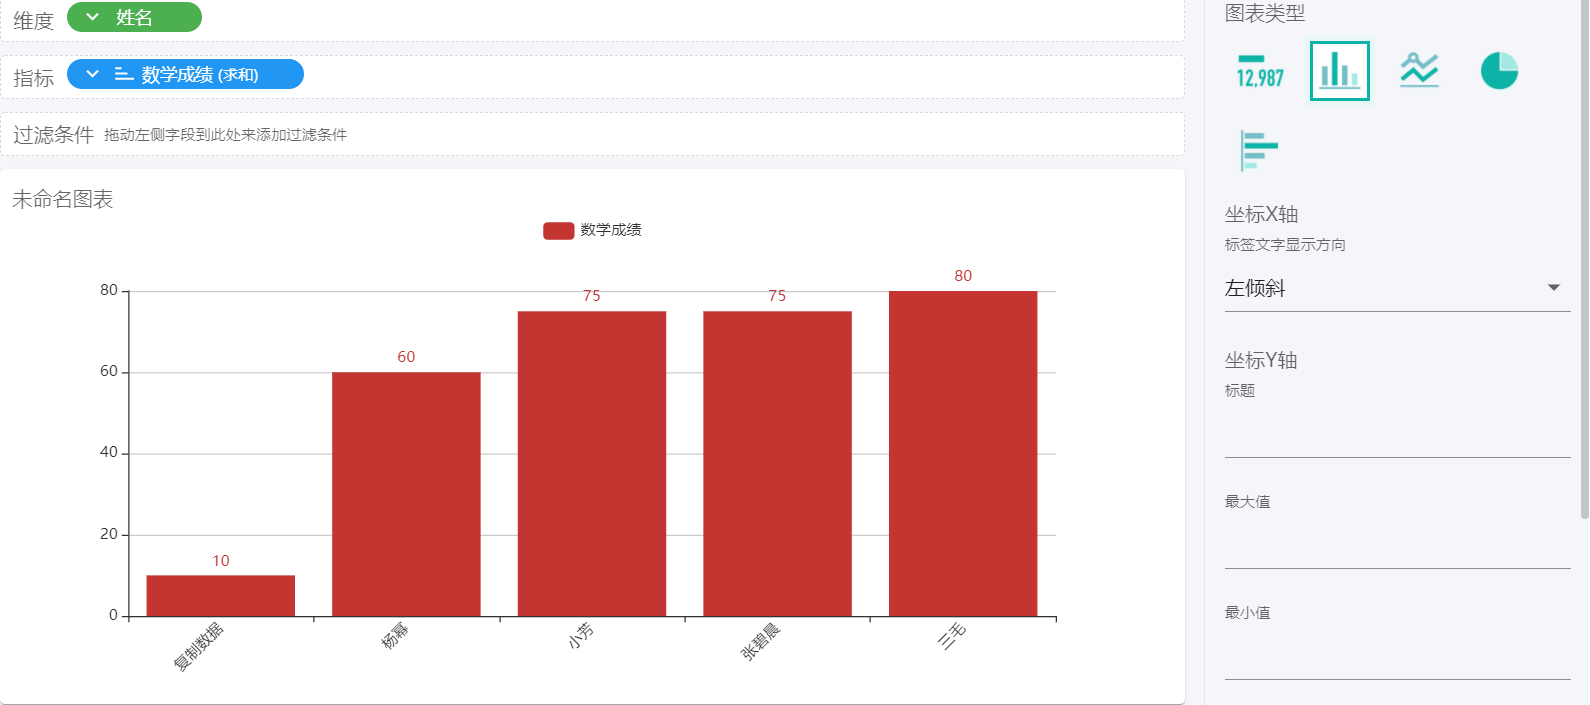 维度 姓名
指标 数学成绩 (求和)
过滤条件 拖动左侧字段到此处来添加过滤条件
未命名图表
数学成绩
80
60
40
20
0
10
60
75
75
80
复制数据
杨幂
小芳
张碧晨
三毛
图表类型
12,987
坐标X轴
标签文字显示方向
左倾斜
坐标Y轴
标题
最大值
最小值